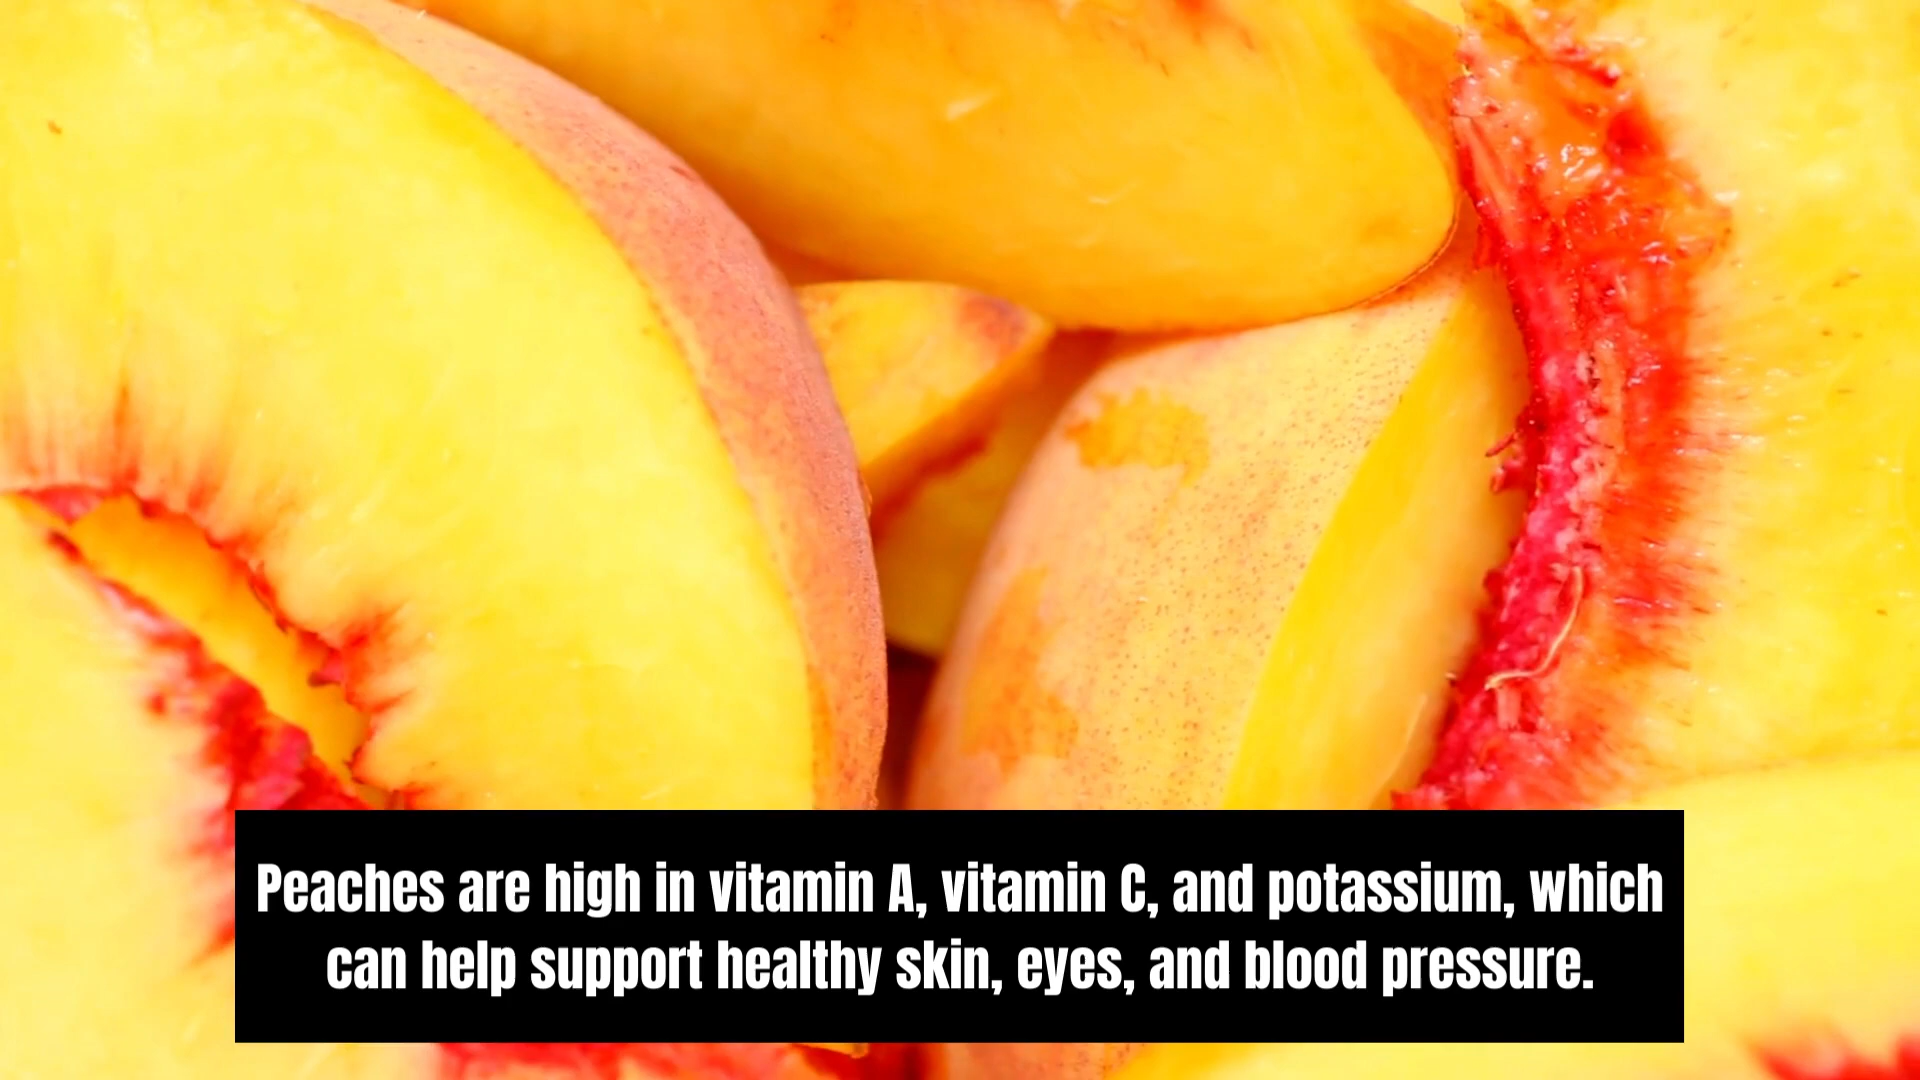 Peaches are high in vitamin A, vitamin C, and potassium, which
can help support healthy skin, eyes, and blood pressure.